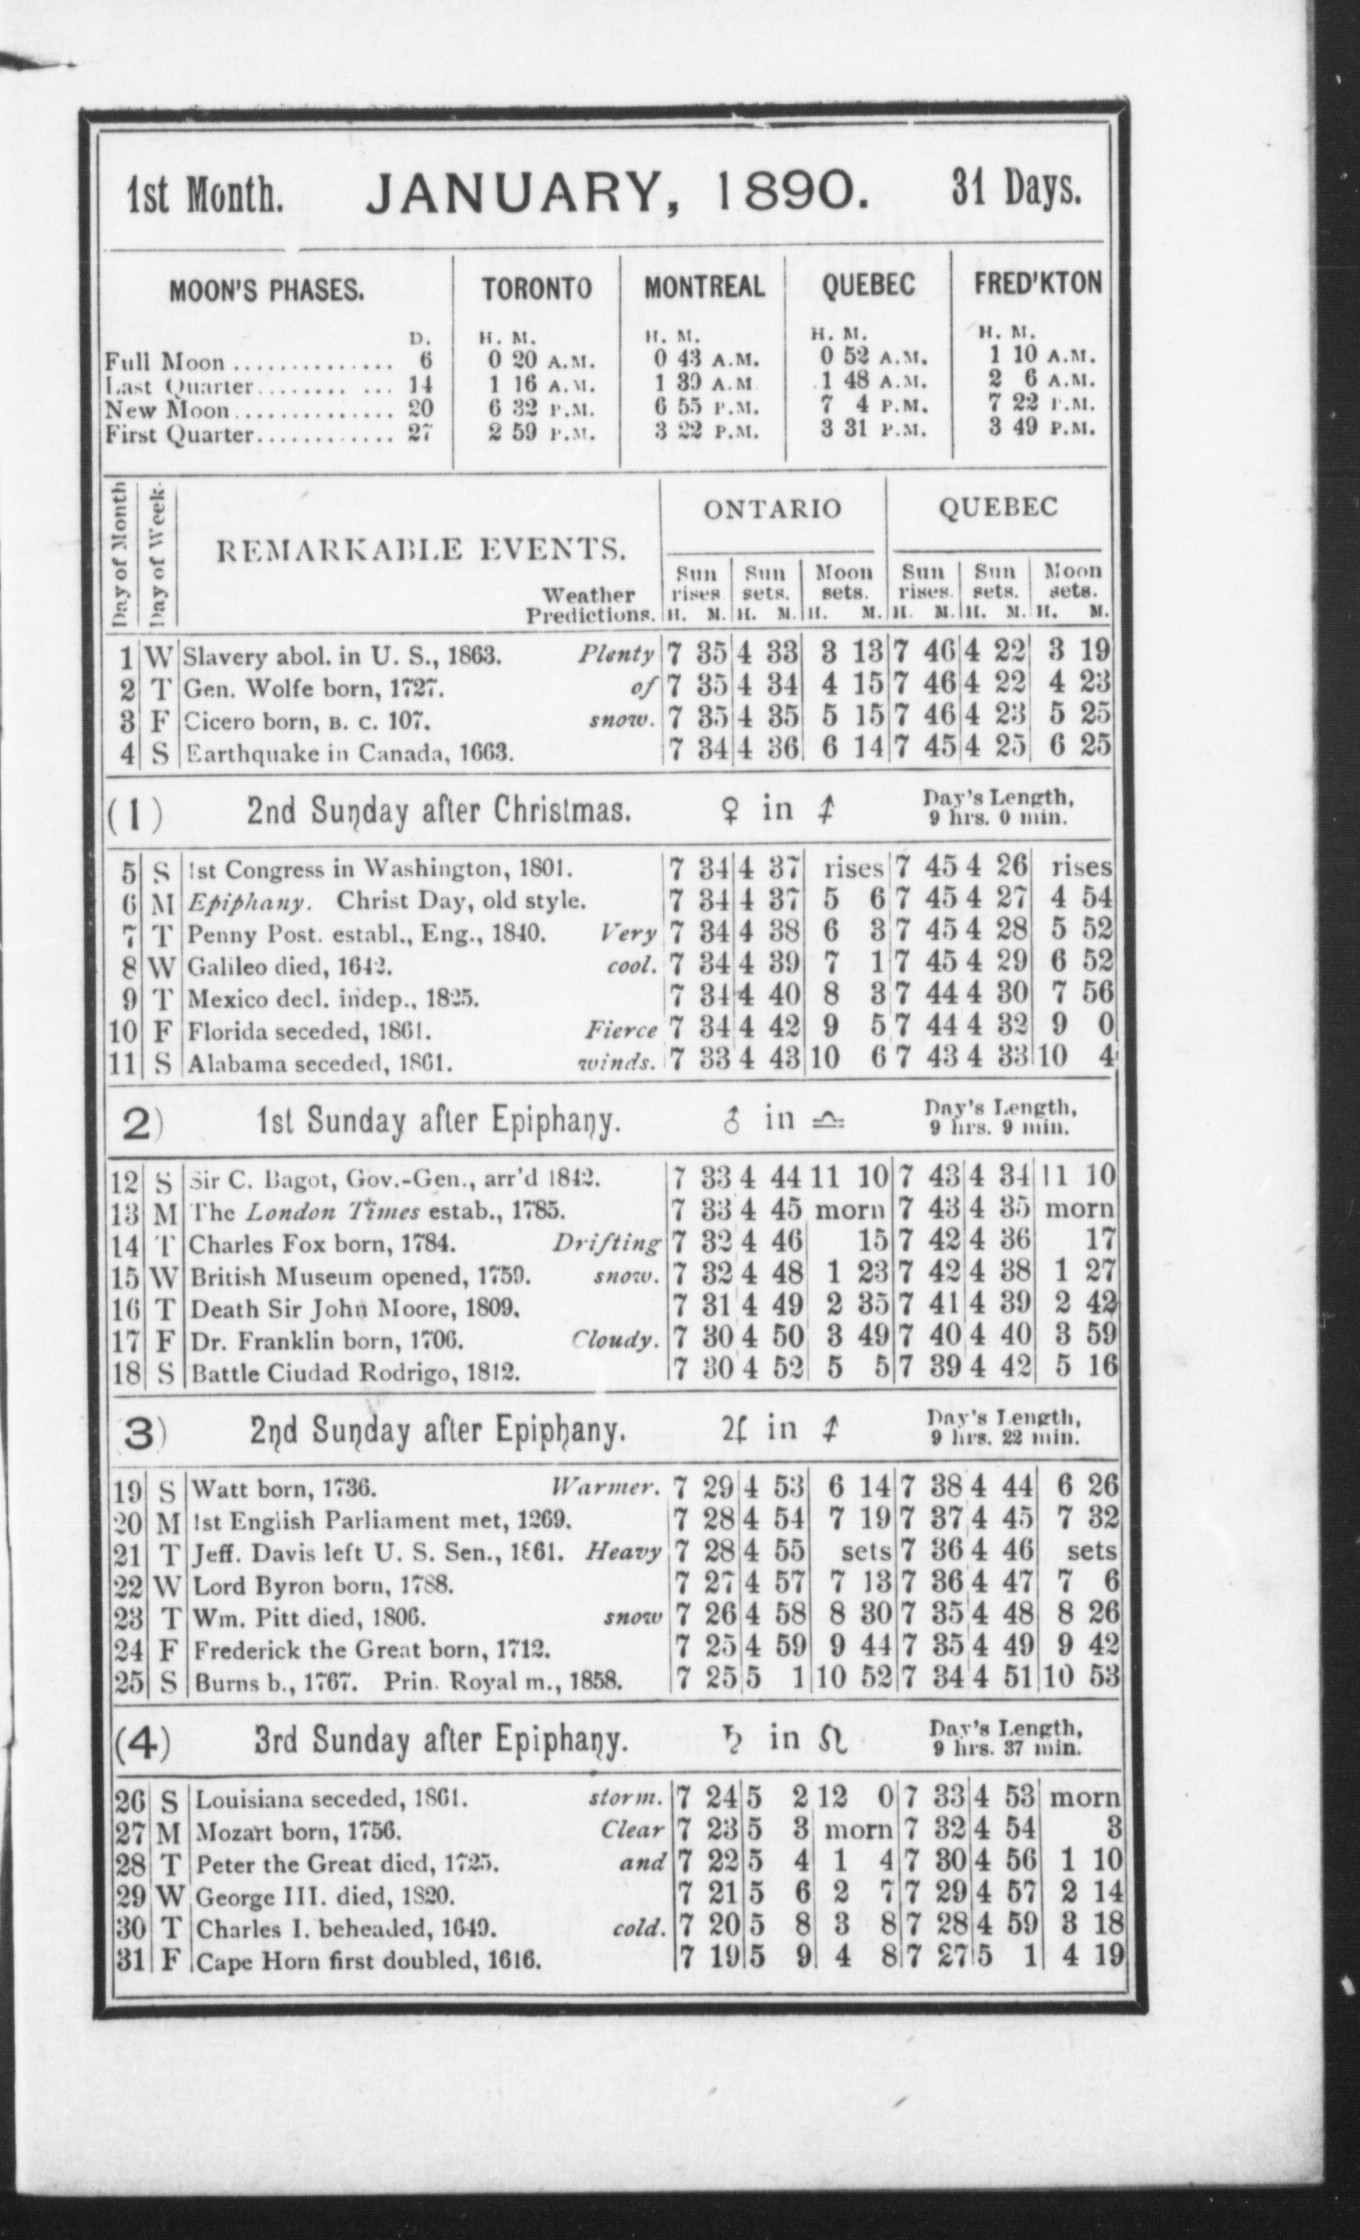 1st Month. JANUARY, 1890. 31 Days.
MOON'S PHASES. TORONTO MONTREAL QUEBEC FRED'KTON
D. H. M. H. M. H. M. H. M.
Full Moon .............. 6 0 20 A.M. 0 43 A.M. 0 52 A.M. 1 10 A.M.
Last Quarter........ ... 14 1 16 A.M. 1 39 A.M 1 48 A.M. 2 6 A.M.
New Moon.............. 20 6 32 P.M. 6 55 P.M. 7 4 P.M. 7 22 P.M.
First Quarter............ 27 2 59 P.M. 3 22 P.M. 3 31 P.M. 3 49 P.M.
Day of Month Day of Week. REMARKABLE EVENTS. ONTARIO QUEBEC
Sun Sun Moon Sun Sun Moon
Weather rises. sets. sets. rises. sets. sets.
Predictions. H. M. H. M. H. M. H. M. H. M. H. M.
1 W Slavery abol. in U. S., 1863. Plenty 7 35 4 33 3 13 7 46 4 22 3 19
2 T Gen. Wolfe born, 1727. of 7 35 4 34 4 15 7 46 4 22 4 23
3 F Cicero born, B. C. 107. snow. 7 35 4 35 5 15 7 46 4 23 5 25
4 S Earthquake in Canada, 1663. 7 34 4 36 6 14 7 45 4 25 6 25
(1) 2nd Sunday after Christmas. ♀ in ♐ Day's Length,
9 hrs. 0 min.
5 S 1st Congress in Washington, 1801. 7 34 4 37 rises 7 45 4 26 rises
6 M Epiphany. Christ Day, old style. 7 34 4 37 5 6 7 45 4 27 4 54
7 T Penny Post. establ., Eng., 1840. Very 7 34 4 38 6 3 7 45 4 28 5 52
8 W Galileo died, 1642. cool. 7 34 4 39 7 1 7 45 4 29 6 52
9 T Mexico decl. indep., 1825. 7 34 4 40 8 3 7 44 4 30 7 56
10 F Florida seceded, 1861. Fierce 7 34 4 42 9 5 7 44 4 32 9 0
11 S Alabama seceded, 1861. winds. 7 33 4 43 10 6 7 43 4 33 10 4
2) 1st Sunday after Epiphany. ♂ in ♎ Day's Length,
9 hrs. 9 min.
12 S Sir C. Bagot, Gov.-Gen., arr'd 1842. 7 33 4 44 11 10 7 43 4 34 11 10
13 M The London Times estab., 1785. 7 33 4 45 morn 7 43 4 35 morn
14 T Charles Fox born, 1784. Drifting 7 32 4 46 15 7 42 4 36 17
15 W British Museum opened, 1759. snow. 7 32 4 48 1 23 7 42 4 38 1 27
16 T Death Sir John Moore, 1809. 7 31 4 49 2 35 7 41 4 39 2 42
17 F Dr. Franklin born, 1706. Cloudy. 7 30 4 50 3 49 7 40 4 40 3 59
18 S Battle Ciudad Rodrigo, 1812. 7 30 4 52 5 5 7 39 4 42 5 16
3) 2nd Sunday after Epiphany. ♃ in ♐ Day's Length,
9 hrs. 22 min.
19 S Watt born, 1736. Warmer. 7 29 4 53 6 14 7 38 4 44 6 26
20 M 1st English Parliament met, 1269. 7 28 4 54 7 19 7 37 4 45 7 32
21 T Jeff. Davis left U. S. Sen., 1861. Heavy 7 28 4 55 sets 7 36 4 46 sets
22 W Lord Byron born, 1788. 7 27 4 57 7 13 7 36 4 47 7 6
23 T Wm. Pitt died, 1806. snow 7 26 4 58 8 30 7 35 4 48 8 26
24 F Frederick the Great born, 1712. 7 25 4 59 9 44 7 35 4 49 9 42
25 S Burns b., 1767. Prin. Royal m., 1858. 7 25 5 1 10 52 7 34 4 51 10 53
(4) 3rd Sunday after Epiphany. ♄ in ♌ Day's Length,
9 hrs. 37 min.
26 S Louisiana seceded, 1861. storm. 7 24 5 2 12 0 7 33 4 53 morn
27 M Mozart born, 1756. Clear 7 23 5 3 morn 7 32 4 54 3
28 T Peter the Great died, 1725. and 7 22 5 4 1 4 7 30 4 56 1 10
29 W George III. died, 1820. 7 21 5 6 2 7 7 29 4 57 2 14
30 T Charles I. beheaded, 1649. cold. 7 20 5 8 3 8 7 28 4 59 3 18
31 F Cape Horn first doubled, 1616. 7 19 5 9 4 8 7 27 5 1 4 19